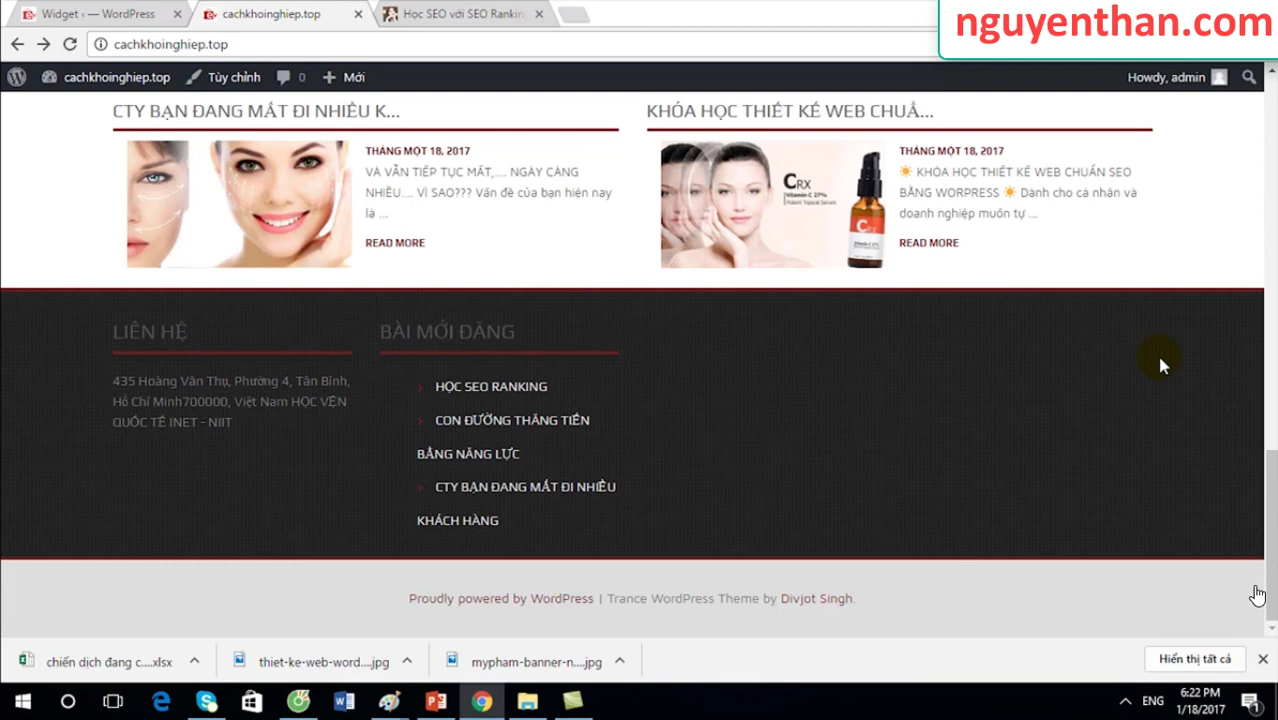 nguyenthan.com
Widget ‹ — WordPress
cachkhoinghiep.top
Học SEO với SEO Rankin
cachkhoinghiep.top
cachkhoinghiep.top
Tùy chỉnh
0
Mới
Howdy, admin
CTY BẠN ĐANG MẤT ĐI NHIỀU K...
KHÓA HỌC THIẾT KẾ WEB CHUẨ...
THÁNG MỘT 18, 2017
VÀ VẪN TIẾP TỤC MẤT,.... NGÀY CÀNG
NHIỀU.... VÌ SAO??? Vấn đề của bạn hiện nay
là ...
READ MORE
CRX
Vitamin C 27%
Potent Topical Serum
THÁNG MỘT 18, 2017
KHÓA HỌC THIẾT KẾ WEB CHUẨN SEO
BẰNG WORPRESS ☀ Dành cho cá nhân và
doanh nghiệp muốn tự ...
READ MORE
LIÊN HỆ
435 Hoàng Văn Thụ, Phường 4, Tân Bình,
Hồ Chí Minh700000, Việt Nam HỌC VỆN
QUỐC TẾ INET - NIIT
BÀI MỚI ĐĂNG
HỌC SEO RANKING
CON ĐƯỜNG THĂNG TIẾN
BẰNG NĂNG LỰC
CTY BẠN ĐANG MẤT ĐI NHIỀU
KHÁCH HÀNG
Proudly powered by WordPress | Trance WordPress Theme by Divjot Singh.
chiến dịch đang c....xlsx
thiet-ke-web-word....jpg
mypham-banner-n....jpg
Hiển thị tất cả
ENG
6:22 PM
1/18/2017